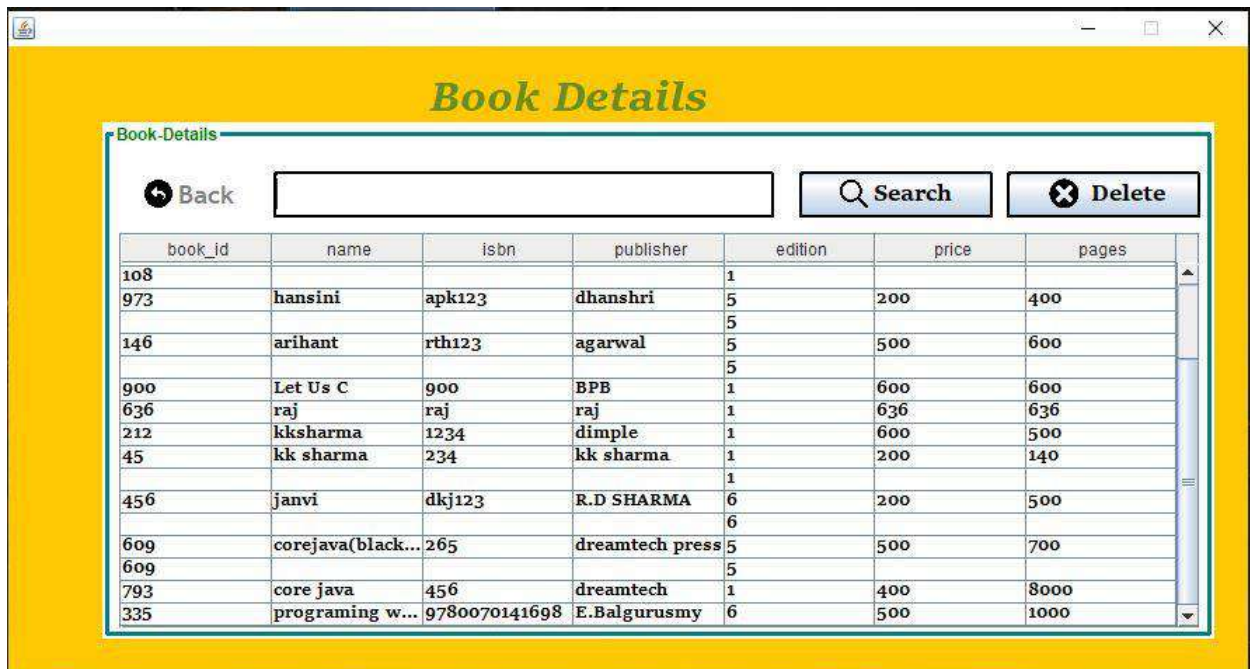 Book Details
Book-Details
Back Search Delete
book_id name isbn publisher edition price pages
108 1
973 hansini apk123 dhanshri 5 200 400
5
146 arihant rth123 agarwal 5 500 600
5
900 Let Us C 900 BPB 1 600 600
636 raj raj raj 1 636 636
212 kksharma 1234 dimple 1 600 500
45 kk sharma 234 kk sharma 1 200 140
1
456 janvi dkj123 R.D SHARMA 6 200 500
6
609 corejava(black... 265 dreamtech press 5 500 700
609 5
793 core java 456 dreamtech 1 400 8000
335 programing w... 9780070141698 E.Balgurusmy 6 500 1000